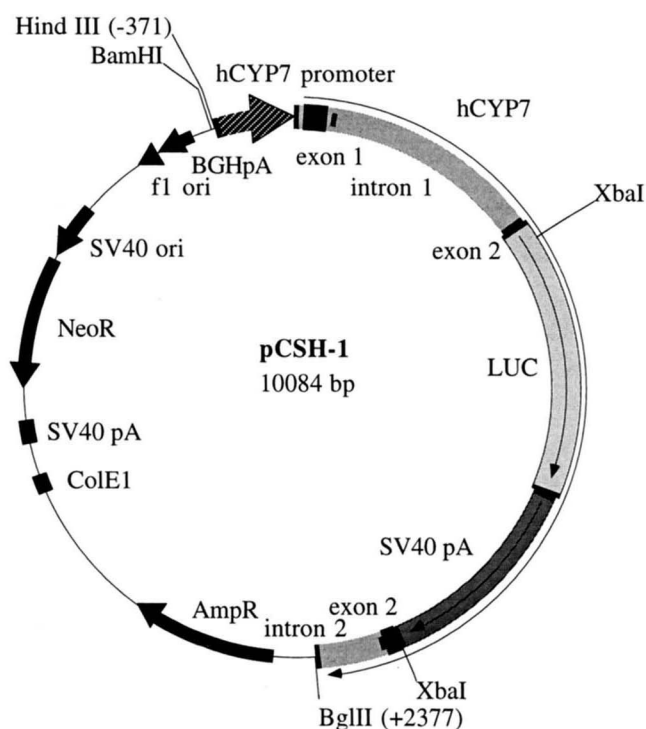 Hind III (-371)
BamHI
hCYP7 promoter
hCYP7
exon 1
BGHpA
intron 1
f1 ori
XbaI
exon 2
SV40 ori
NeoR
pCSH-1
10084 bp
LUC
SV40 pA
ColE1
SV40 pA
exon 2
AmpR
intron 2
XbaI
BglII (+2377)